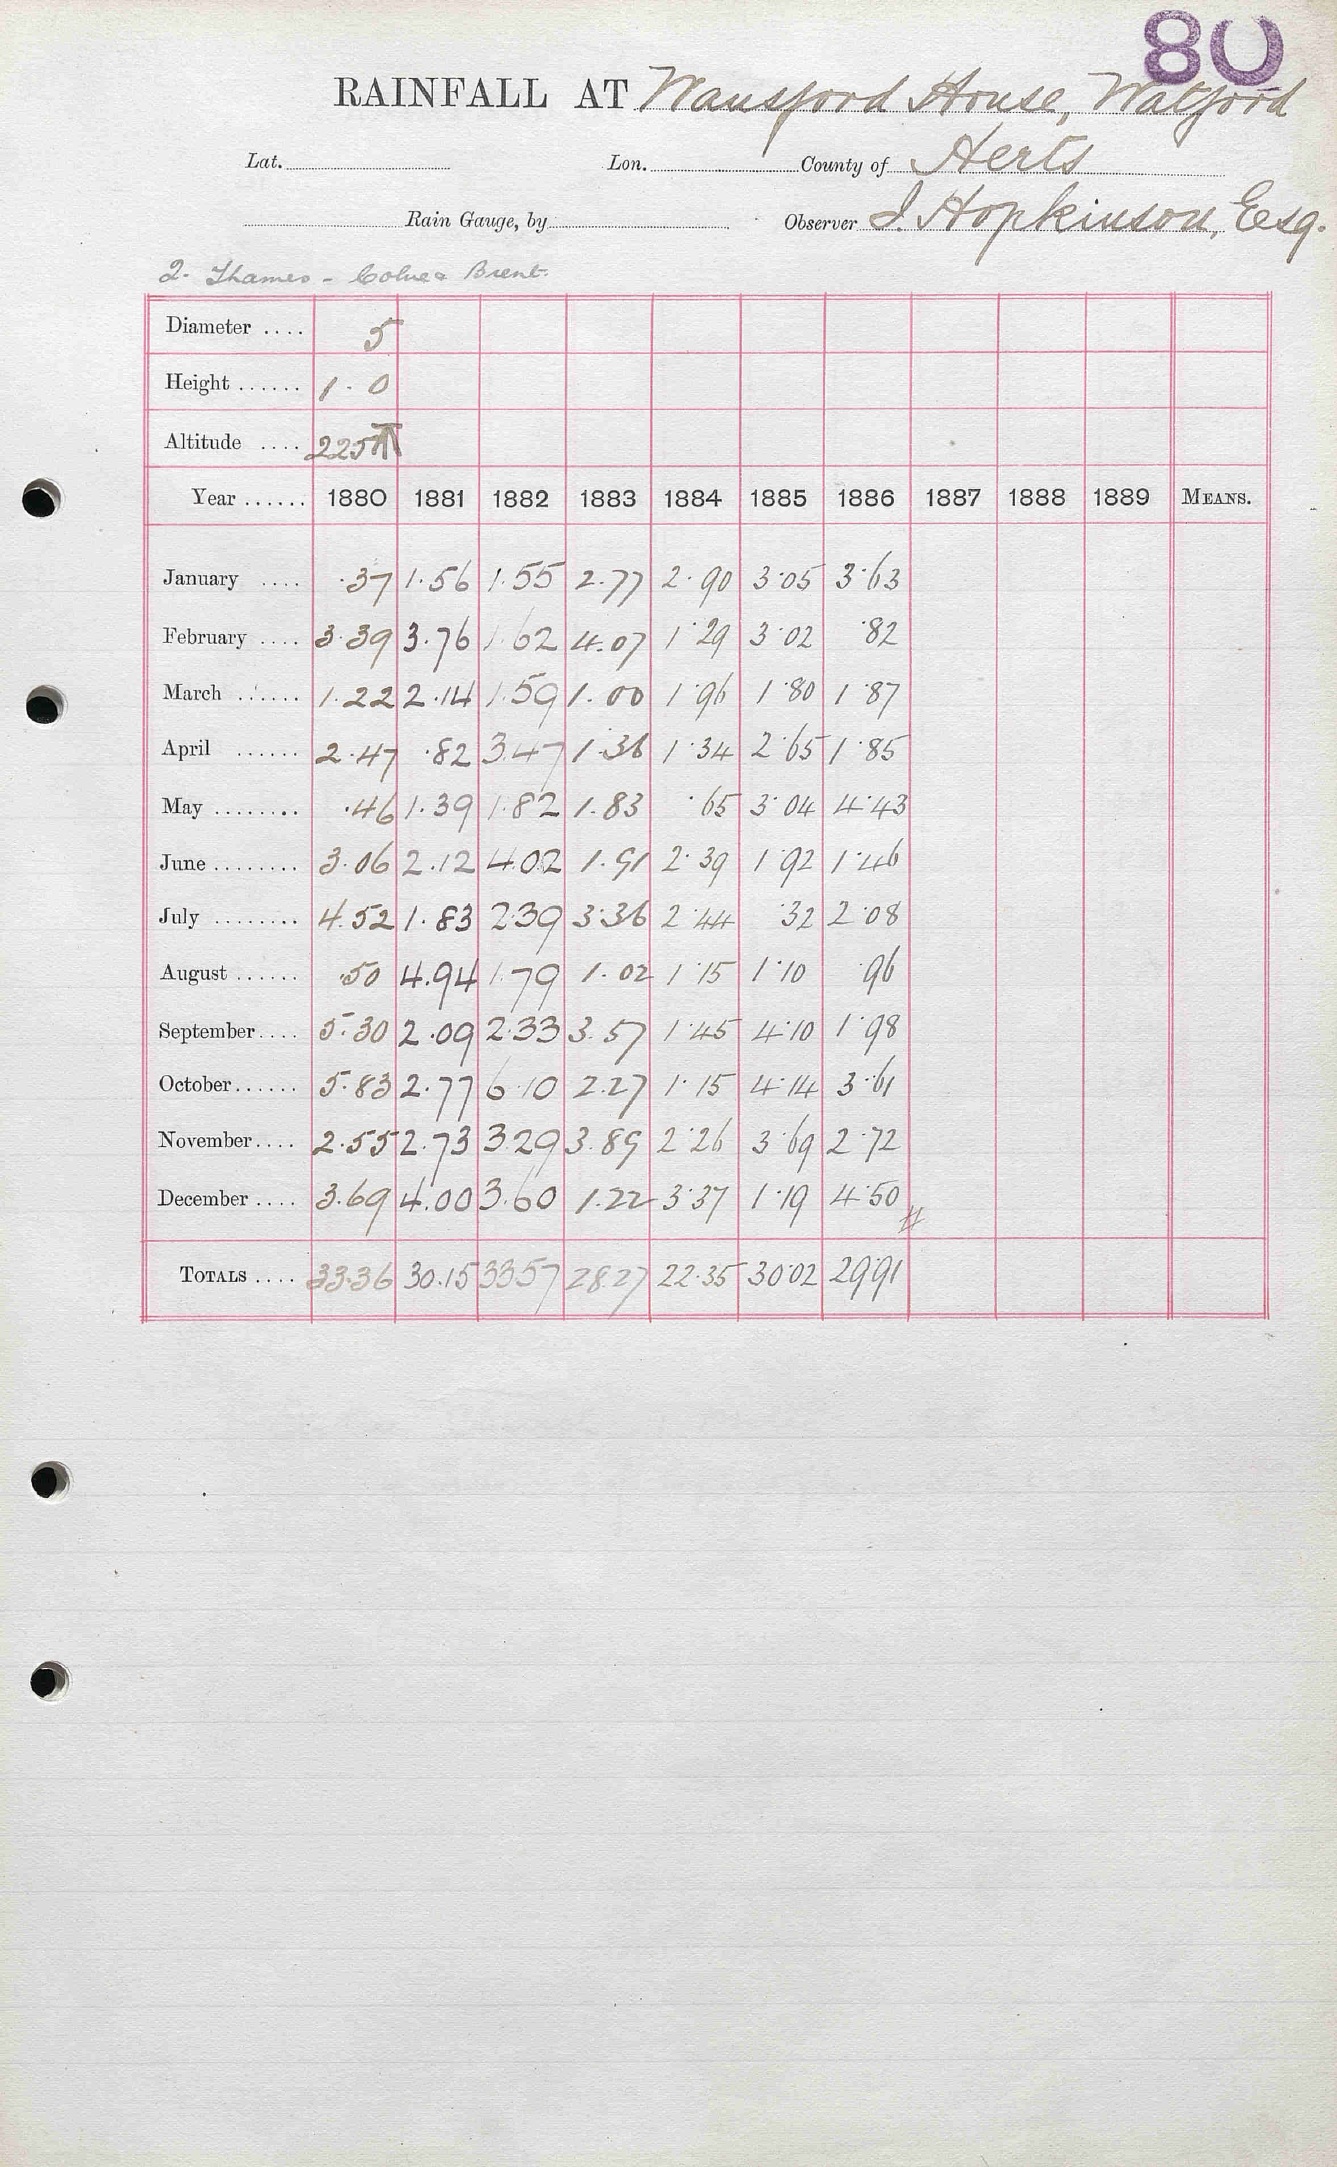 80
RAINFALL AT Wansford House, Watford
Lat. Lon. County of Herts
Rain Gauge, by Observer J. Hopkinson, Esq.
2. Thames - Colne & Brent.
Diameter .... 5
Height ...... 1. 0
Altitude .... 225 T
Year ...... 1880 1881 1882 1883 1884 1885 1886 1887 1888 1889 MEANS.
January .... .37 1.56 1.55 2.77 2.90 3.05 3.63
February .... 3.39 3.76 1.62 4.07 1.29 3.02 .82
March ...... 1.22 2.14 1.59 1.00 1.96 1.80 1.87
April ...... 2.47 .82 3.47 1.36 1.34 2.65 1.85
May ........ .46 1.39 1.82 1.83 .65 3.04 4.43
June ........ 3.06 2.12 4.02 1.91 2.39 1.92 1.46
July ........ 4.52 1.83 2.39 3.36 2.44 .32 2.08
August ...... .50 4.94 1.79 1.02 1.15 1.10 .96
September .... 5.30 2.09 2.33 3.57 1.45 4.10 1.98
October ...... 5.83 2.77 6.10 2.27 1.15 4.14 3.61
November .... 2.55 2.73 3.29 3.89 2.26 3.69 2.72
December .... 3.69 4.00 3.60 1.22 3.37 1.19 4.50 #
TOTALS .... 33.36 30.15 33.57 28.27 22.35 30.02 29.91